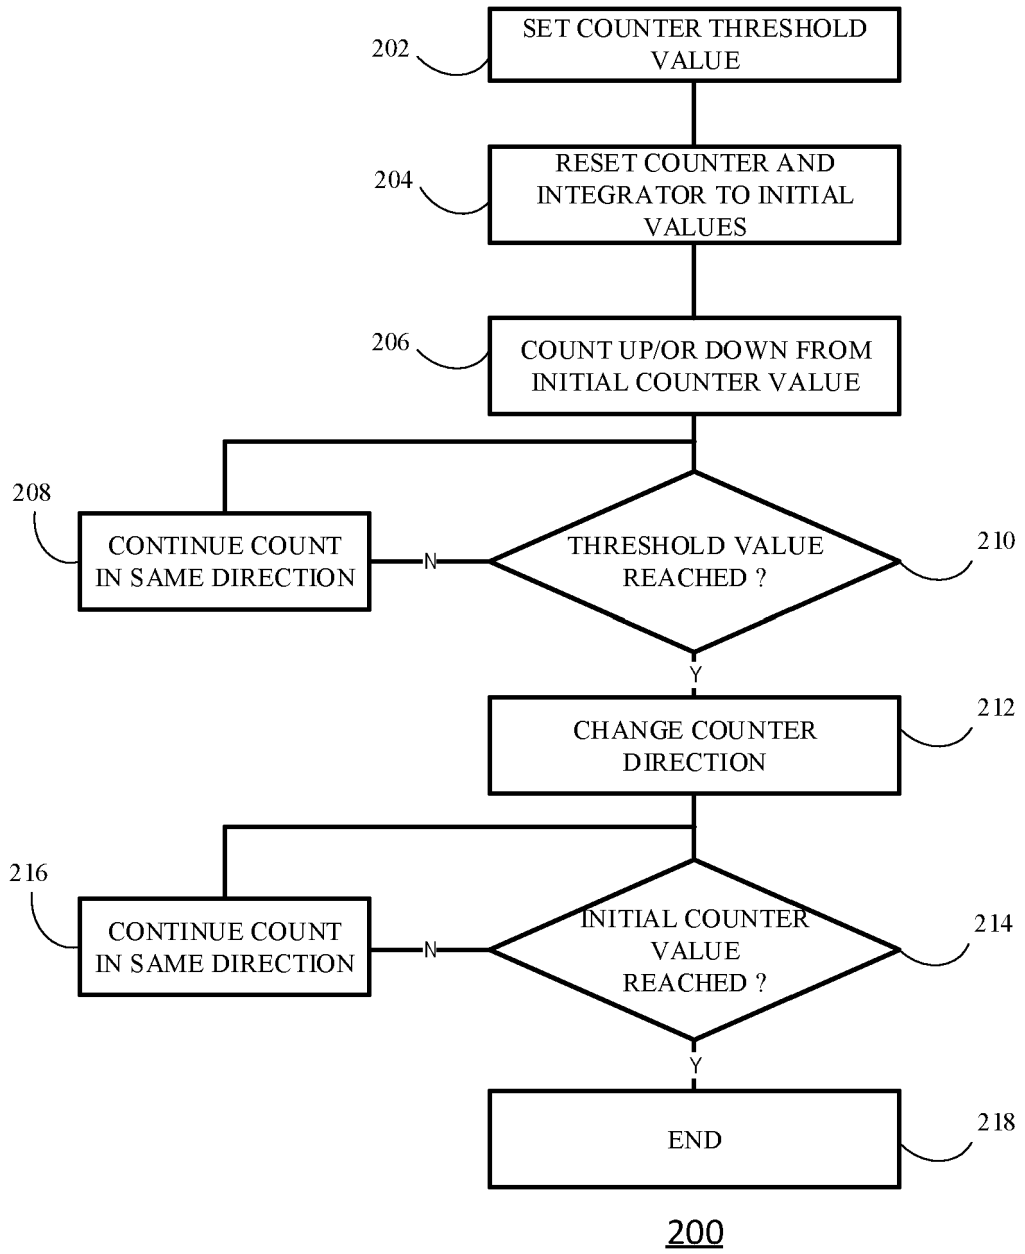 202
SET COUNTER THRESHOLD
VALUE
204
RESET COUNTER AND
INTEGRATOR TO INITIAL
VALUES
206
COUNT UP/OR DOWN FROM
INITIAL COUNTER VALUE
208
CONTINUE COUNT
IN SAME DIRECTION
N
THRESHOLD VALUE
REACHED ?
210
Y
212
CHANGE COUNTER
DIRECTION
216
CONTINUE COUNT
IN SAME DIRECTION
N
INITIAL COUNTER
VALUE
REACHED ?
214
Y
END
218
200